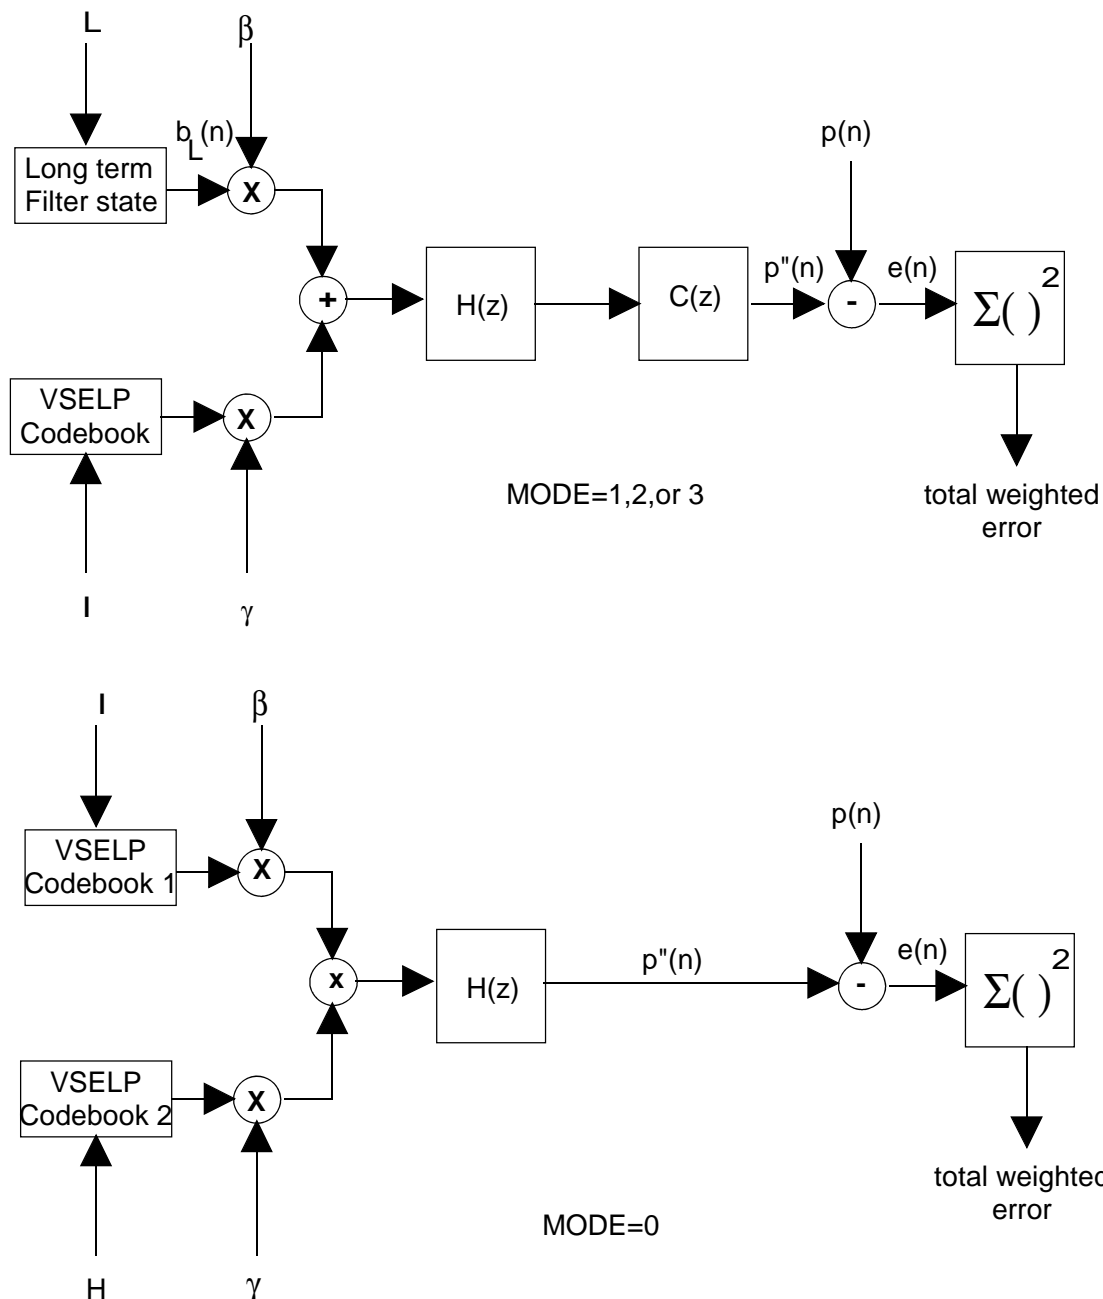 L
β
b (n)
L
p(n)
Long term
Filter state
X
+
H(z)
C(z)
p"(n)
-
e(n)
Σ( ) 2
VSELP
Codebook
X
MODE=1,2,or 3
total weighted
error
I
γ
I
β
p(n)
VSELP
Codebook 1
X
x
H(z)
p"(n)
-
e(n)
Σ( ) 2
VSELP
Codebook 2
X
total weighted
error
MODE=0
H
γ